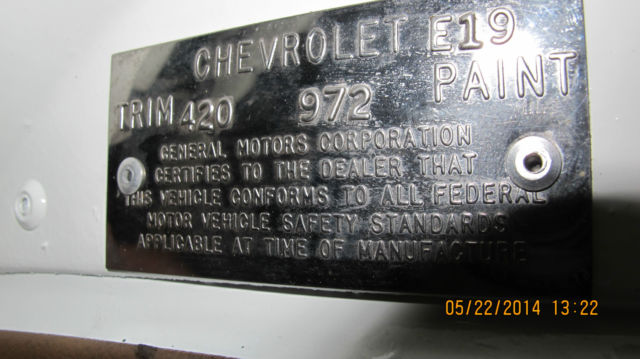 CHEVROLET E19
TRIM 420 972 PAINT
GENERAL MOTORS CORPORATION
CERTIFIES TO THE DEALER THAT
THIS VEHICLE CONFORMS TO ALL FEDERAL
MOTOR VEHICLE SAFETY STANDARDS
APPLICABLE AT TIME OF MANUFACTURE
05/22/2014 13:22